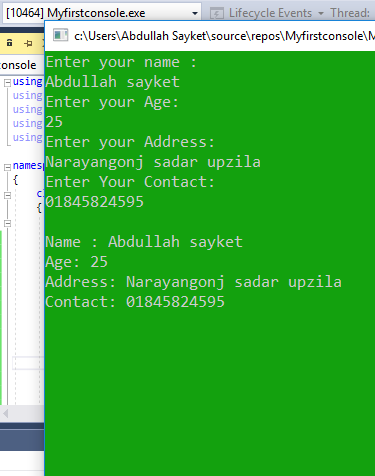 [10464] Myfirstconsole.exe
Lifecycle Events
Thread:
c:\Users\Abdullah Sayket\source\repos\Myfirstconsole\M
onsole
using
using
using
using
using
namesp
{
c
{
Enter your name :
Abdullah sayket
Enter your Age:
25
Enter your Address:
Narayangonj sadar upzila
Enter Your Contact:
01845824595
Name : Abdullah sayket
Age: 25
Address: Narayangonj sadar upzila
Contact: 01845824595